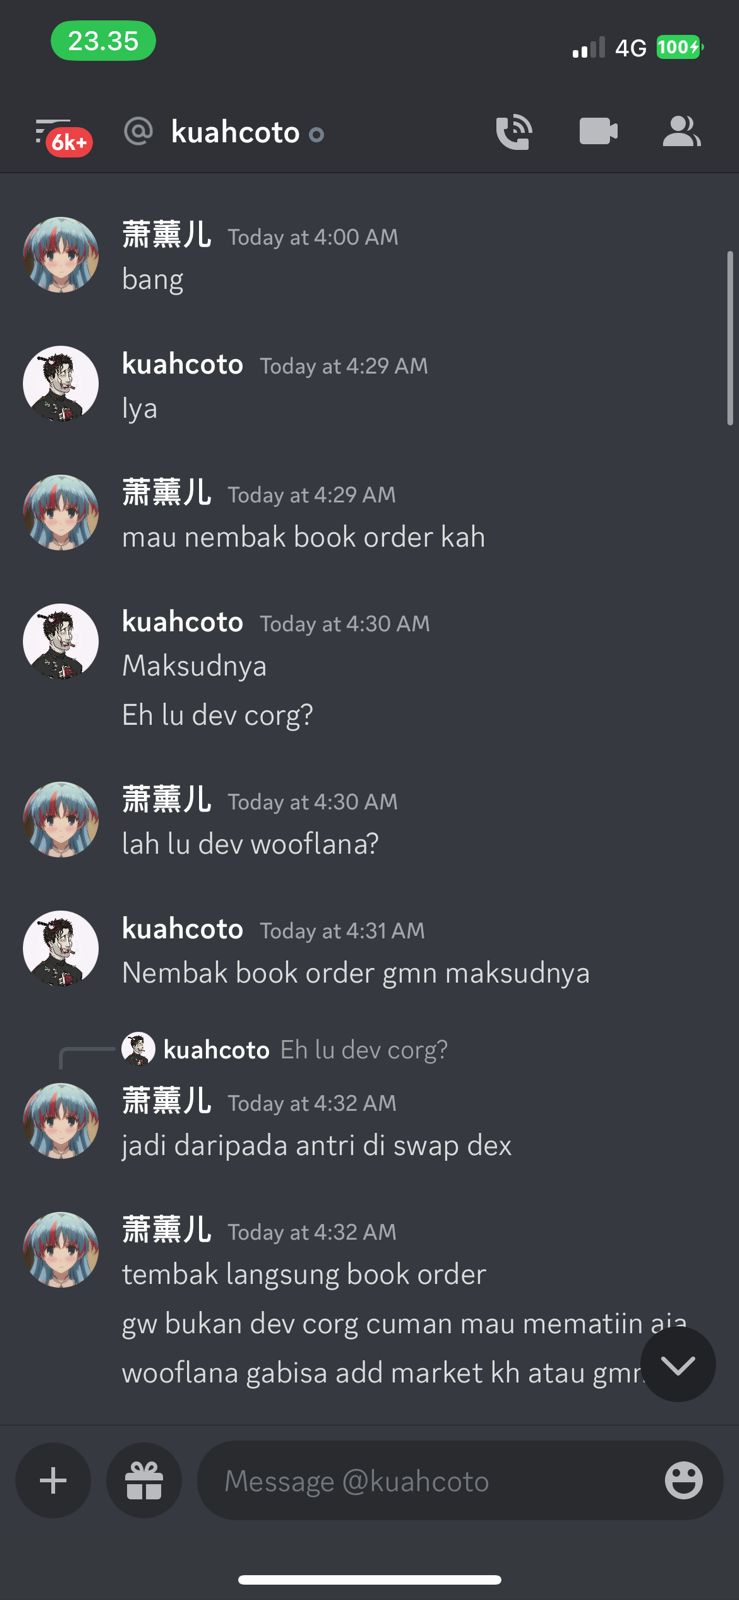 23.35
4G 100
6k+ @ kuahcoto
萧薰儿 Today at 4:00 AM
bang
kuahcoto Today at 4:29 AM
Iya
萧薰儿 Today at 4:29 AM
mau nembak book order kah
kuahcoto Today at 4:30 AM
Maksudnya
Eh lu dev corg?
萧薰儿 Today at 4:30 AM
lah lu dev wooflana?
kuahcoto Today at 4:31 AM
Nembak book order gmn maksudnya
kuahcoto Eh lu dev corg?
萧薰儿 Today at 4:32 AM
jadi daripada antri di swap dex
萧薰儿 Today at 4:32 AM
tembak langsung book order
gw bukan dev corg cuman mau mematiin aja
wooflana gabisa add market kh atau gmn
Message @kuahcoto